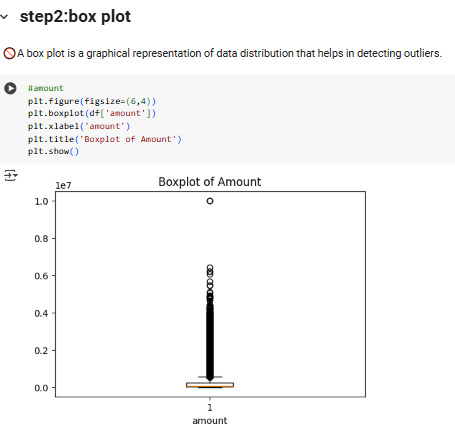 step2:box plot
🚫A box plot is a graphical representation of data distribution that helps in detecting outliers.
#amount
plt.figure(figsize=(6,4))
plt.boxplot(df['amount'])
plt.xlabel('amount')
plt.title('Boxplot of Amount')
plt.show()
1e7
Boxplot of Amount
1.0
0.8
0.6
0.4
0.2
0.0
1
amount